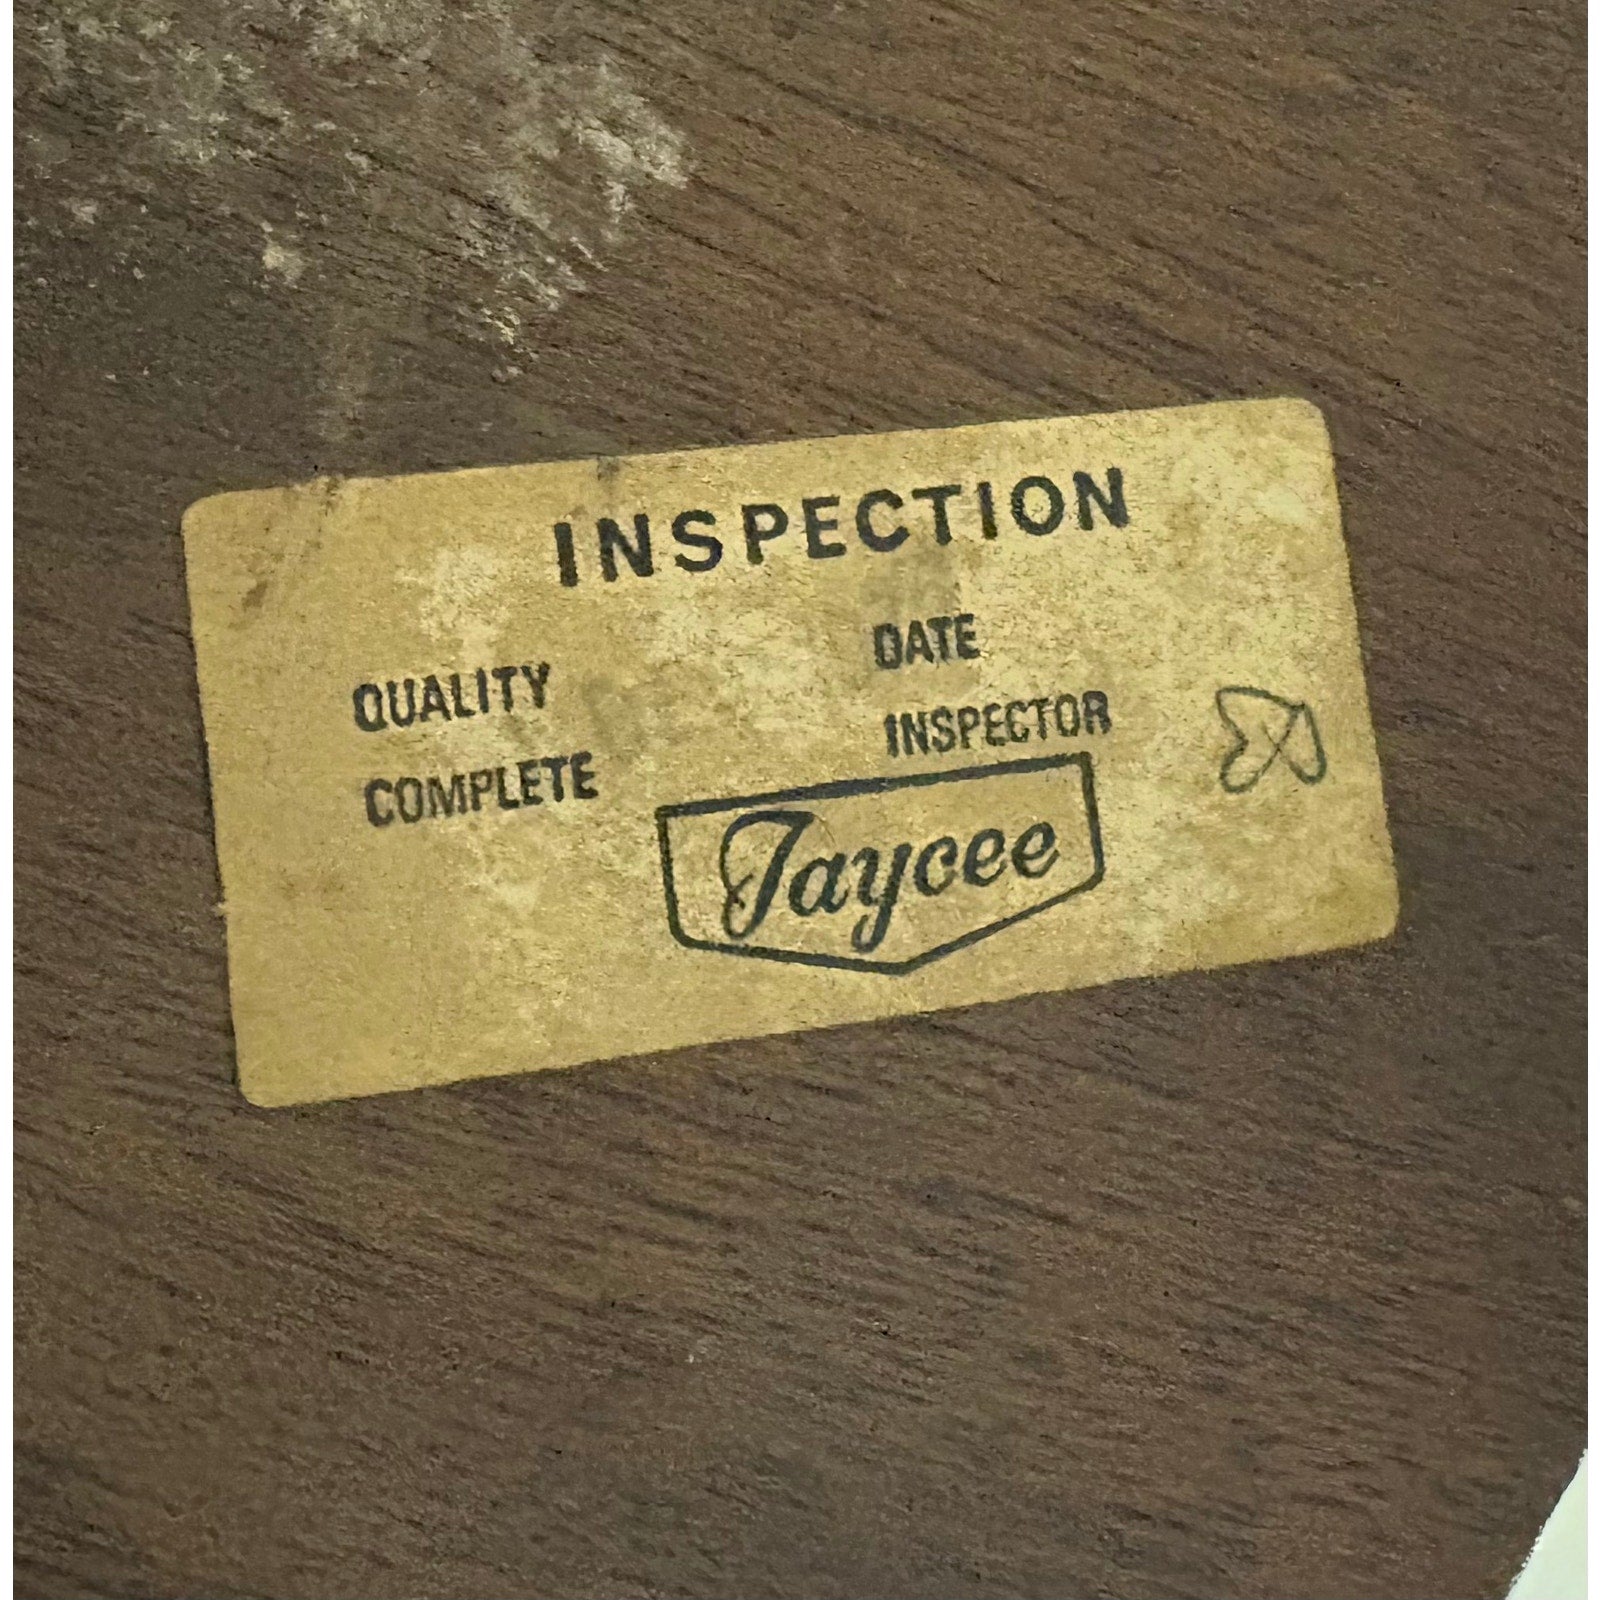 INSPECTION
QUALITY
DATE
COMPLETE
INSPECTOR
Jaycee